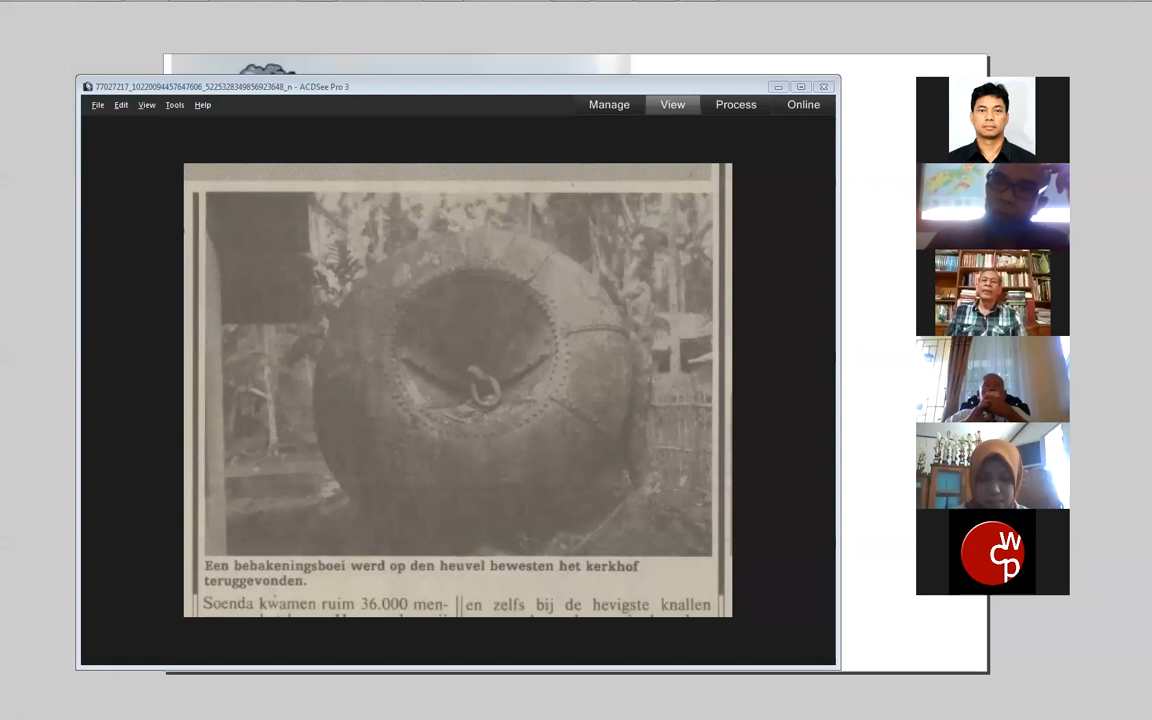 77027217_10220094457647606_5225328349856923648_n - ACDSee Pro 3
File Edit View Tools Help
Manage View Process Online
Een bebakeningsboei werd op den heuvel bewesten het kerkhof
teruggevonden.
Soenda kwamen ruim 36.000 men-
en zelfs bij de hevigste knallen
wcp